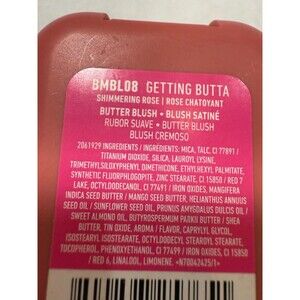 BMBL08 GETTING BUTTA
SHIMMERING ROSE | ROSE CHATOYANT
BUTTER BLUSH • BLUSH SATINÉ
RUBOR SUAVE • BUTTER BLUSH
BLUSH CREMOSO
2061929 INGREDIENTS / INGRÉDIENTS: MICA, TALC, CI 77891 /
TITANIUM DIOXIDE, SILICA, LAUROYL LYSINE,
TRIMETHYLSILOXYPHENYL DIMETHICONE, ETHYLHEXYL PALMITATE,
SYNTHETIC FLUORPHLOGOPITE, ZINC STEARATE, CI 15850 / RED 7
LAKE, OCTYLDODECANOL, CI 77491 / IRON OXIDES, MANGIFERA
INDICA SEED BUTTER / MANGO SEED BUTTER, HELIANTHUS ANNUUS
SEED OIL / SUNFLOWER SEED OIL, PRUNUS AMYGDALUS DULCIS OIL /
SWEET ALMOND OIL, BUTYROSPERMUM PARKII BUTTER / SHEA
BUTTER, TIN OXIDE, AROMA / FLAVOR, CAPRYLYL GLYCOL,
ISOSTEARYL ISOSTEARATE, OCTYLDODECYL STEAROYL STEARATE,
TOCOPHEROL, PHENOXYETHANOL, CI 77499 / IRON OXIDES, CI 15850
/ RED 6, LINALOOL, LIMONENE. <N70042425/1>